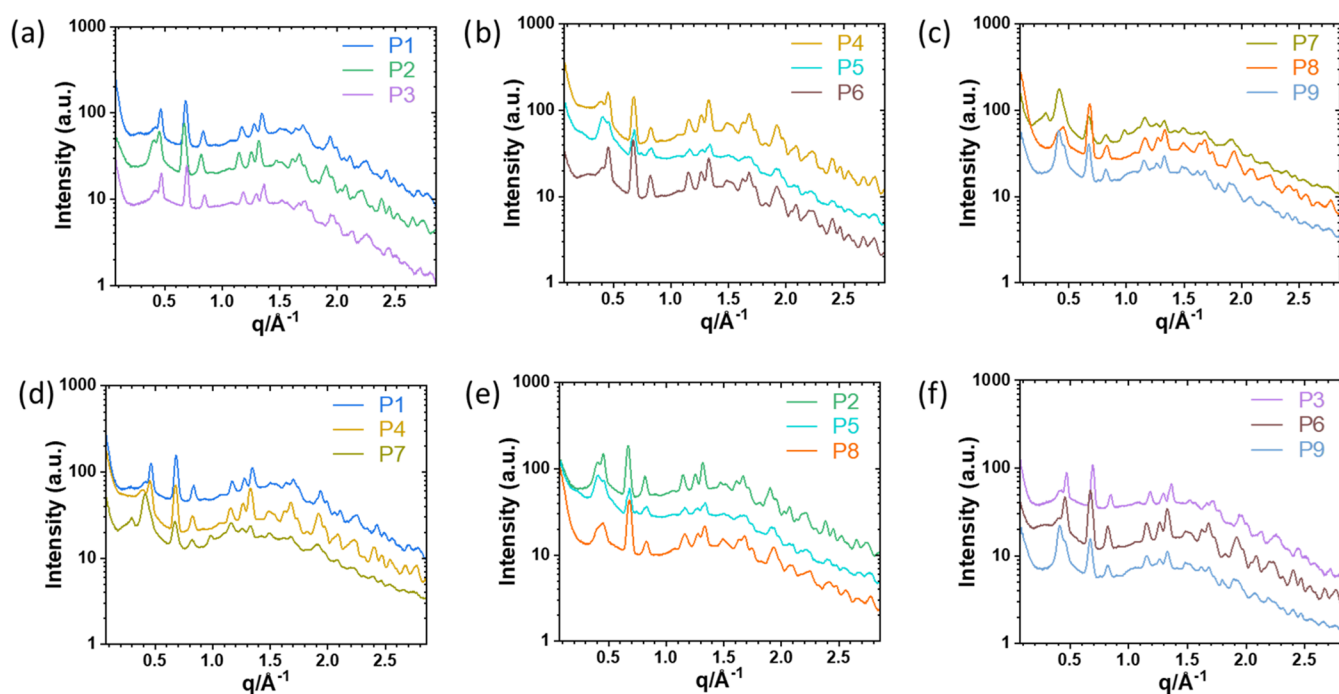 (a)
1000
100
10
1
Intensity (a.u.)
P1
P2
P3
0.5 1.0 1.5 2.0 2.5
q/Å⁻¹
(b)
1000
100
10
1
Intensity (a.u.)
P4
P5
P6
0.5 1.0 1.5 2.0 2.5
q/Å⁻¹
(c)
1000
100
10
1
Intensity (a.u.)
P7
P8
P9
0.5 1.0 1.5 2.0 2.5
q/Å⁻¹
(d)
1000
100
10
1
Intensity (a.u.)
P1
P4
P7
0.5 1.0 1.5 2.0 2.5
q/Å⁻¹
(e)
1000
100
10
1
Intensity (a.u.)
P2
P5
P8
0.5 1.0 1.5 2.0 2.5
q/Å⁻¹
(f)
1000
100
10
1
Intensity (a.u.)
P3
P6
P9
0.5 1.0 1.5 2.0 2.5
q/Å⁻¹